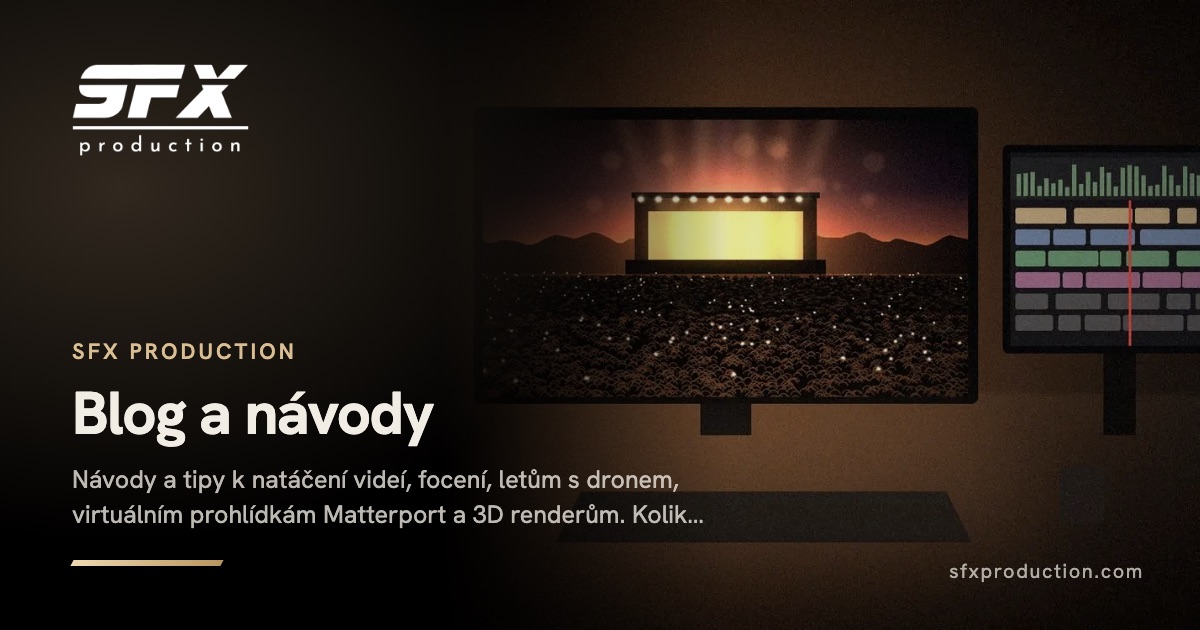 SFX
production
SFX PRODUCTION
Blog a návody
Návody a tipy k natáčení videí, focení, letům s dronem,
virtuálním prohlídkám Matterport a 3D renderům. Kolik...
sfxproduction.com